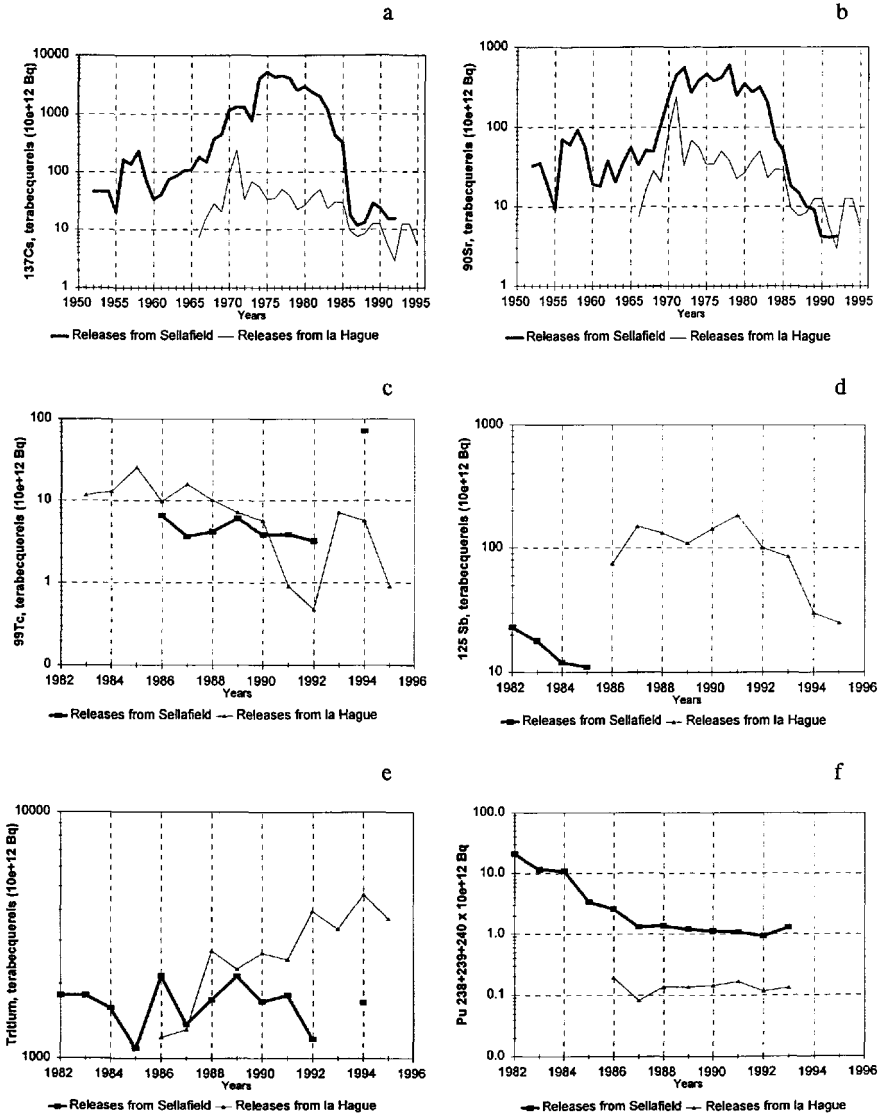 a
10000
1000
100
10
1
137Cs, terabecquerels (10e+12 Bq)
1950 1955 1960 1965 1970 1975 1980 1985 1990 1995
Years
Releases from Sellafield Releases from la Hague
b
1000
100
10
1
90Sr, terabecquerels (10e+12 Bq)
1950 1955 1960 1965 1970 1975 1980 1985 1990 1995
Years
Releases from Sellafield Releases from la Hague
c
100
10
1
0
99Tc, terabecquerels (10e+12 Bq)
1982 1984 1986 1988 1990 1992 1994 1996
Years
Releases from Sellafield Releases from la Hague
d
1000
100
10
125 Sb, terabecquerels (10e+12 Bq)
1982 1984 1986 1988 1990 1992 1994 1996
Years
Releases from Sellafield Releases from la Hague
e
10000
1000
Tritium, terabecquerels (10e+12 Bq)
1982 1984 1986 1988 1990 1992 1994 1996
Years
Releases from Sellafield Releases from la Hague
f
100.0
10.0
1.0
0.1
0.0
Pu 238+239+240 x 10e+12 Bq
1982 1984 1986 1988 1990 1992 1994 1996
Years
Releases from Sellafield Releases from la Hague